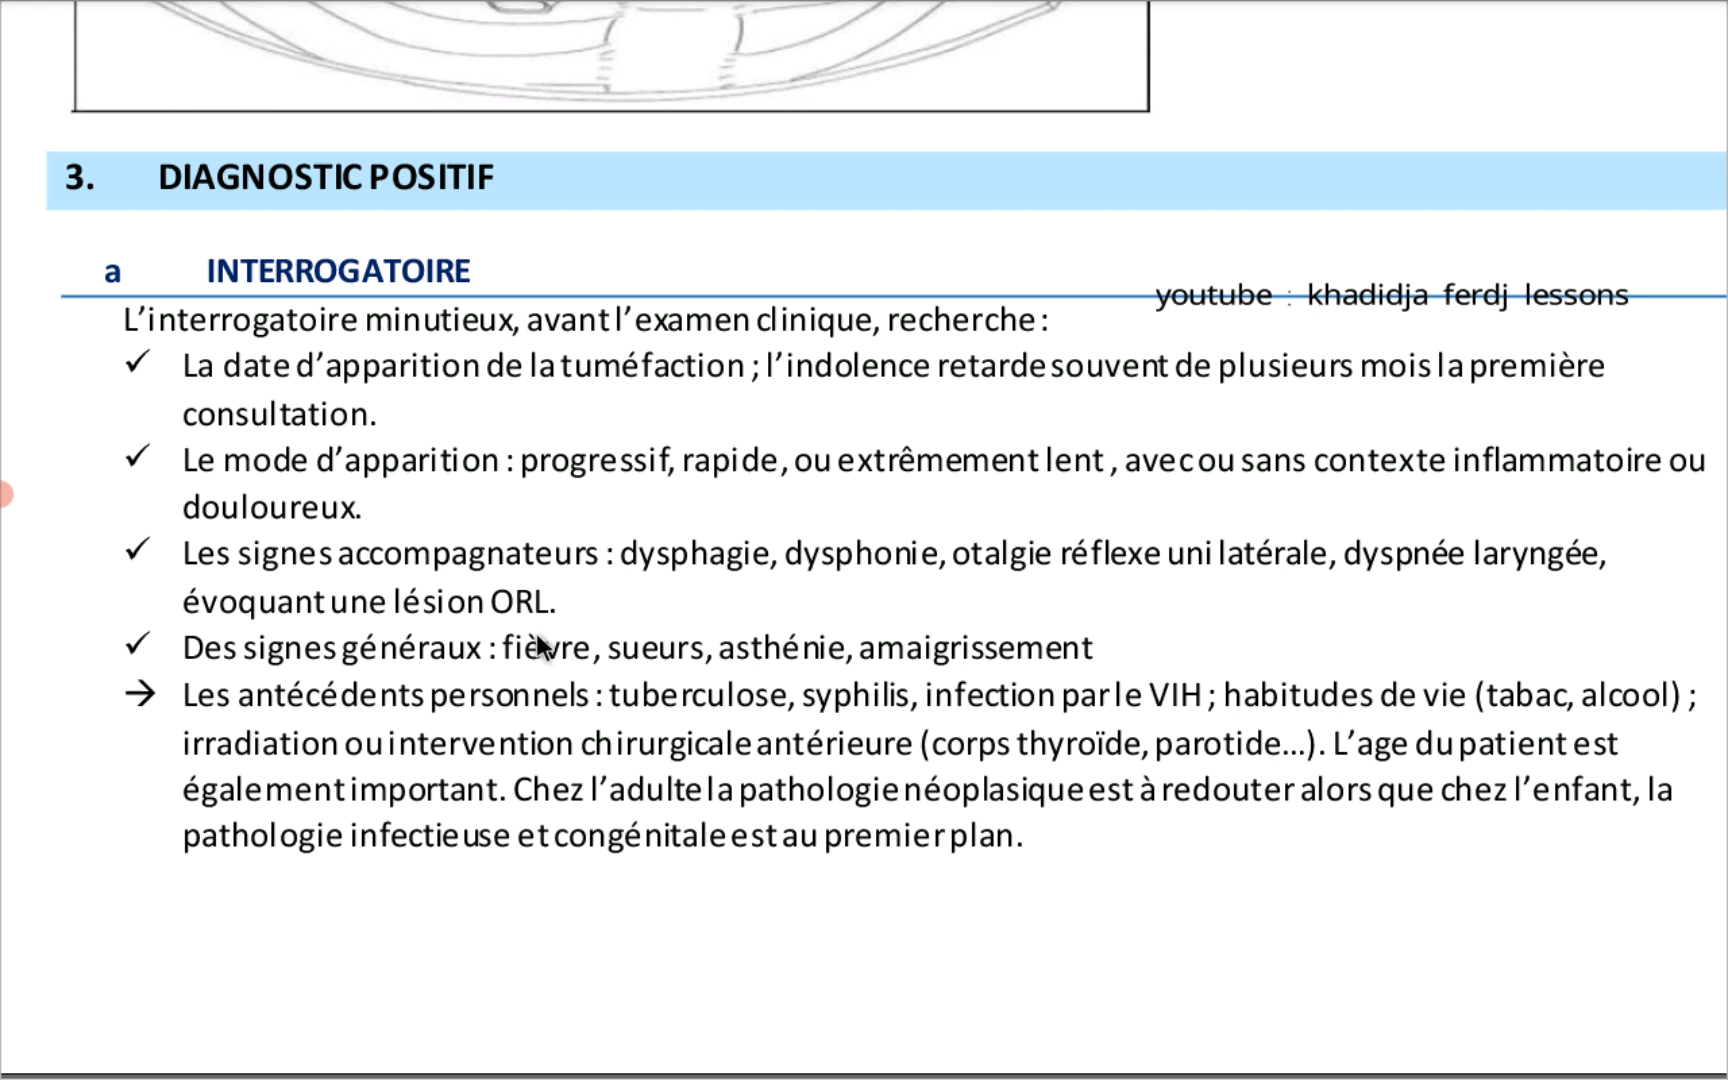 3. DIAGNOSTIC POSITIF
a INTERROGATOIRE
youtube : khadidja ferdj lessons
L’interrogatoire minutieux, avant l’examen clinique, recherche :
✓ La date d’apparition de la tuméfaction ; l’indolence retarde souvent de plusieurs mois la première
consultation.
✓ Le mode d’apparition : progressif, rapide, ou extrêmement lent , avec ou sans contexte inflammatoire ou
douloureux.
✓ Les signes accompagnateurs : dysphagie, dysphonie, otalgie réflexe unilatérale, dyspnée laryngée,
évoquant une lésion ORL.
✓ Des signes généraux : fièvre, sueurs, asthénie, amaigrissement
→ Les antécédents personnels : tuberculose, syphilis, infection par le VIH ; habitudes de vie (tabac, alcool) ;
irradiation ou intervention chirurgicale antérieure (corps thyroïde, parotide...). L’age du patient est
également important. Chez l’adulte la pathologie néoplasique est à redouter alors que chez l’enfant, la
pathologie infectieuse et congénitale est au premier plan.